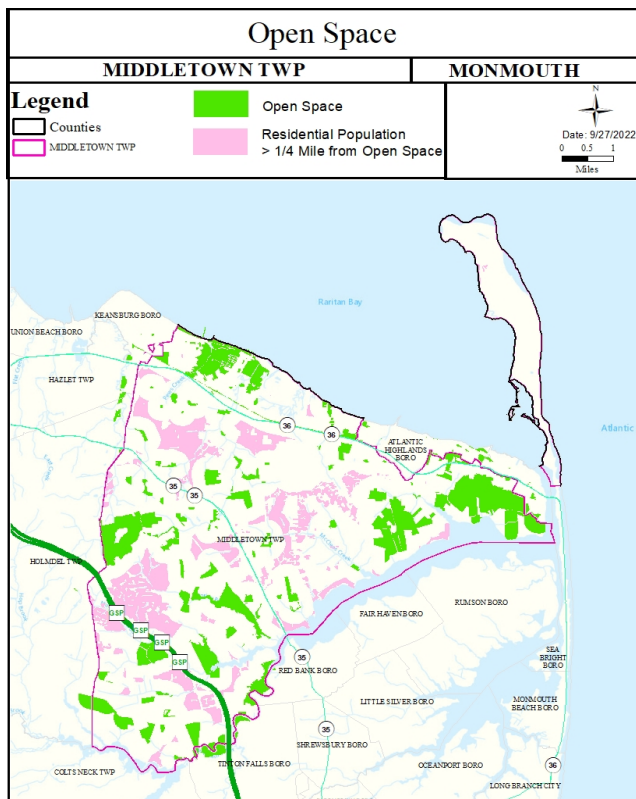 Open Space
MIDDLETOWN TWP
MONMOUTH
Legend
Counties
MIDDLETOWN TWP
Open Space
Residential Population
> 1/4 Mile from Open Space
N
Date: 9/27/2022
0 0.5 1
Miles
Raritan Bay
KEANSBURG BORO
UNION BEACH BORO
HAZLET TWP
36
36
ATLANTIC
HIGHLANDS
BORO
Atlantic
35
35
MIDDLETOWN TWP
HOLMDEL TWP
GSP
GSP
GSP
GSP
FAIR HAVEN BORO
RUMSON BORO
35
RED BANK BORO
SEA
BRIGHT
BORO
LITTLE SILVER BORO
MONMOUTH
BEACH BORO
35
SHREWSBURY BORO
TINTON FALLS BORO
OCEANPORT BORO
36
COLTS NECK TWP
LONG BRANCH CITY